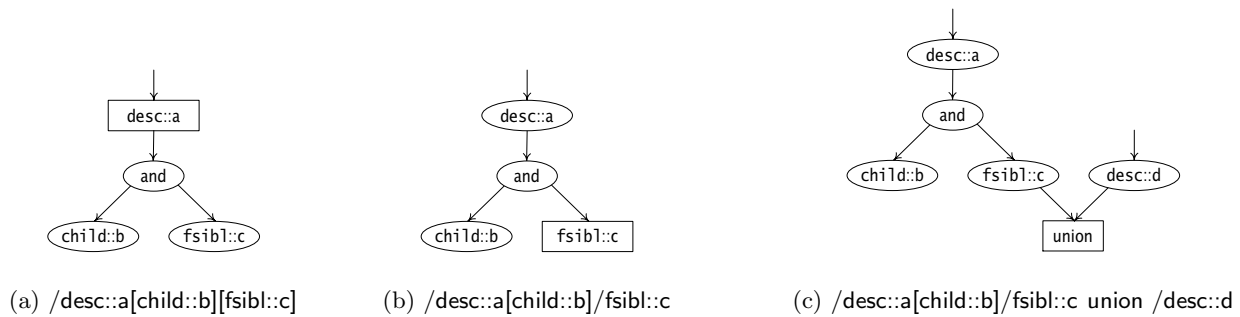 desc::a
and
child::b fsibl::c
(a) /desc::a[child::b][fsibl::c]
desc::a
and
child::b fsibl::c
(b) /desc::a[child::b]/fsibl::c
desc::a
and
child::b fsibl::c desc::d
union
(c) /desc::a[child::b]/fsibl::c union /desc::d